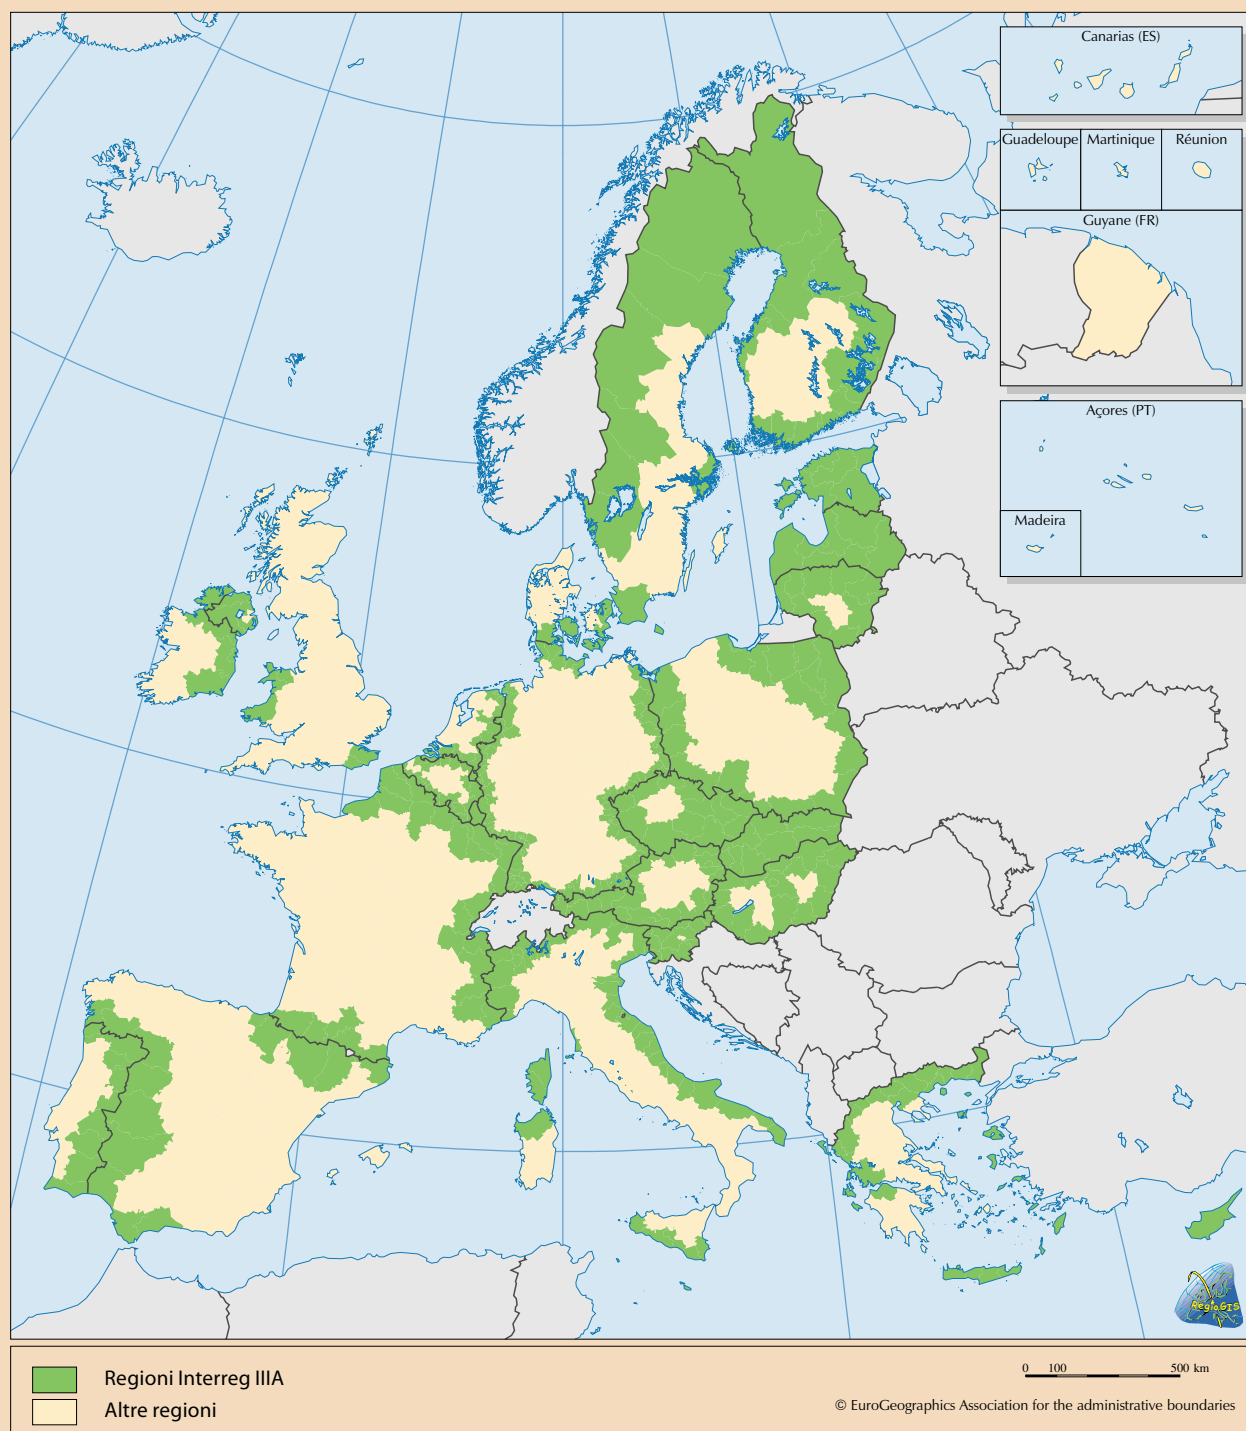 Canarias (ES)
Guadeloupe
Martinique
Réunion
Guyane (FR)
Açores (PT)
Madeira
RegioGIS
Regioni Interreg IIIA
Altre regioni
0 100 500 km
© EuroGeographics Association for the administrative boundaries